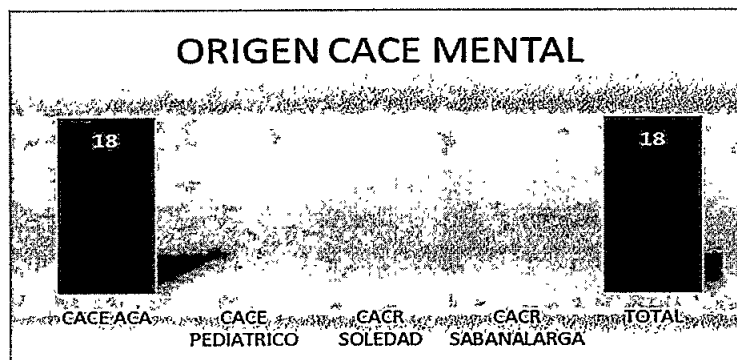 ORIGEN CACE MENTAL
18 18
CACE ACA CACE CACR CACR TOTAL
PEDIATRICO SOLEDAD SABANALARGA